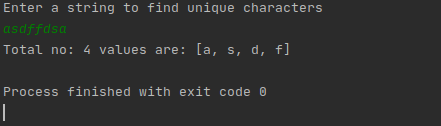 Enter a string to find unique characters
asdffdsa
Total no: 4 values are: [a, s, d, f]
Process finished with exit code 0